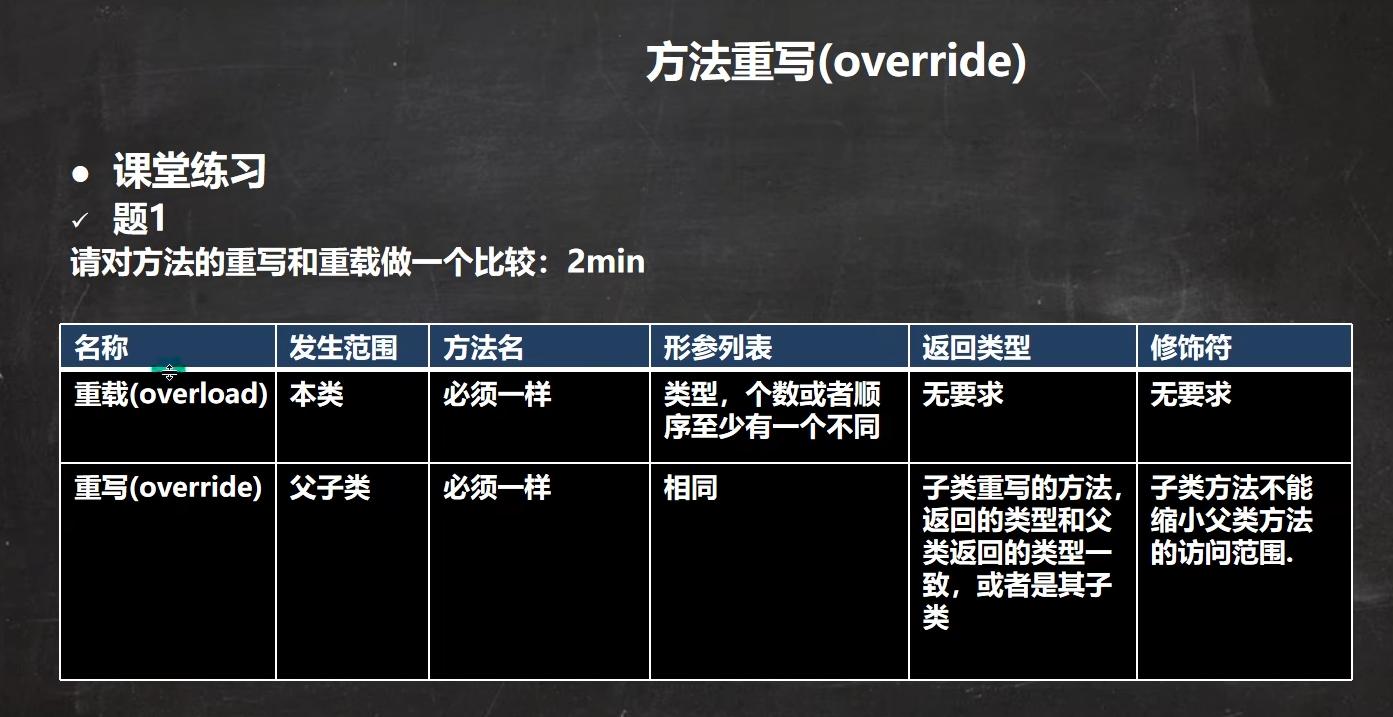 方法重写(override)
● 课堂练习
✓ 题1
请对方法的重写和重载做一个比较：2min
名称 发生范围 方法名 形参列表 返回类型 修饰符
重载(overload) 本类 必须一样 类型，个数或者顺 无要求 无要求
序至少有一个不同
重写(override) 父子类 必须一样 相同 子类重写的方法， 子类方法不能
返回的类型和父 缩小父类方法
类返回的类型一 的访问范围.
致，或者是其子
类